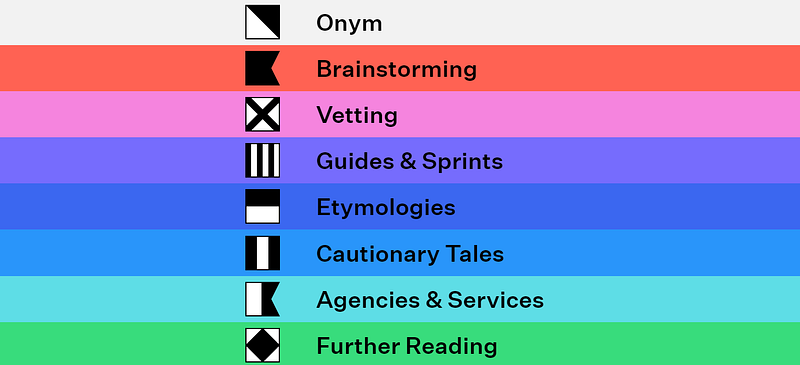 Onym
Brainstorming
Vetting
Guides & Sprints
Etymologies
Cautionary Tales
Agencies & Services
Further Reading